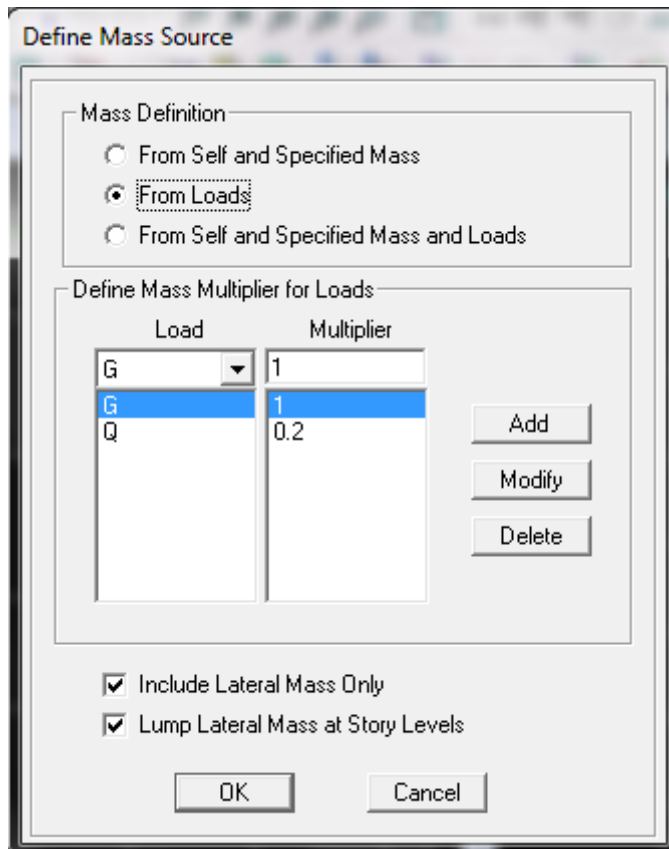 Define Mass Source
Mass Definition
From Self and Specified Mass
From Loads
From Self and Specified Mass and Loads
Define Mass Multiplier for Loads
Load Multiplier
G 1
G 1
Q 0.2
Add
Modify
Delete
Include Lateral Mass Only
Lump Lateral Mass at Story Levels
OK Cancel